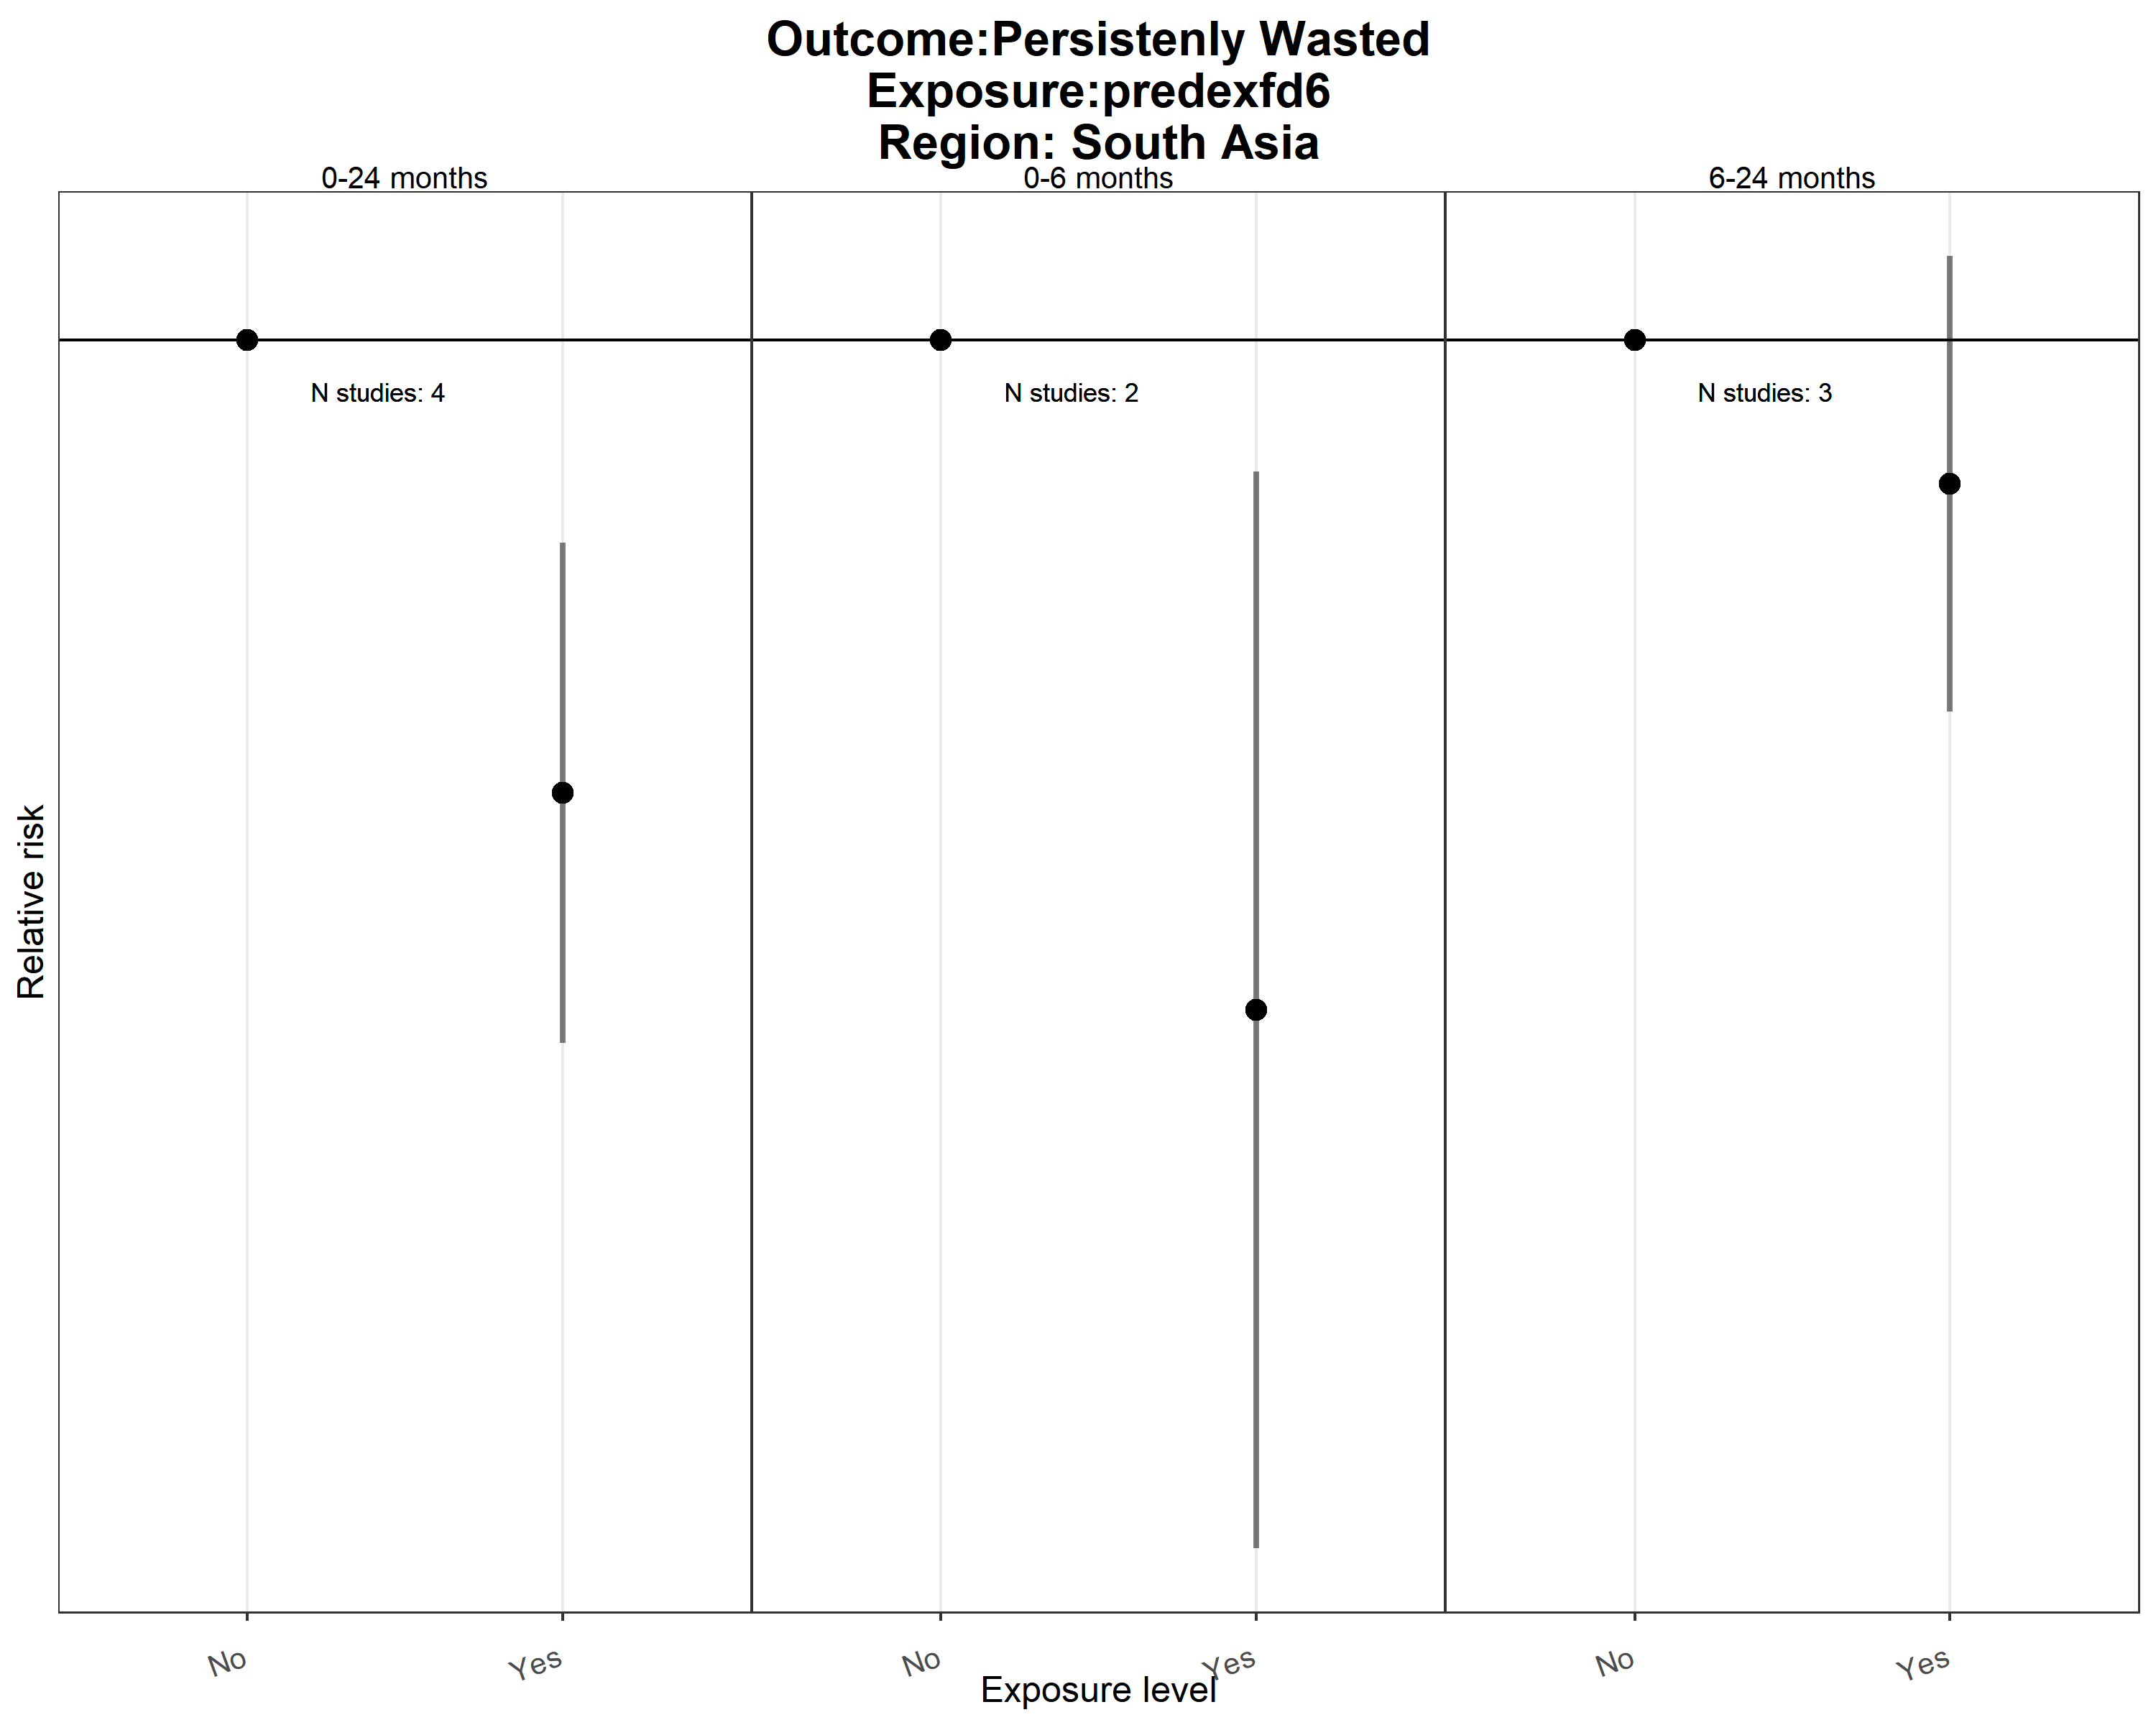 Outcome:Persistenly Wasted
Exposure:predexfd6
Region: South Asia
0-24 months
0-6 months
6-24 months
N studies: 4
N studies: 2
N studies: 3
Relative risk
No
Yes
No
Yes
No
Yes
Exposure level